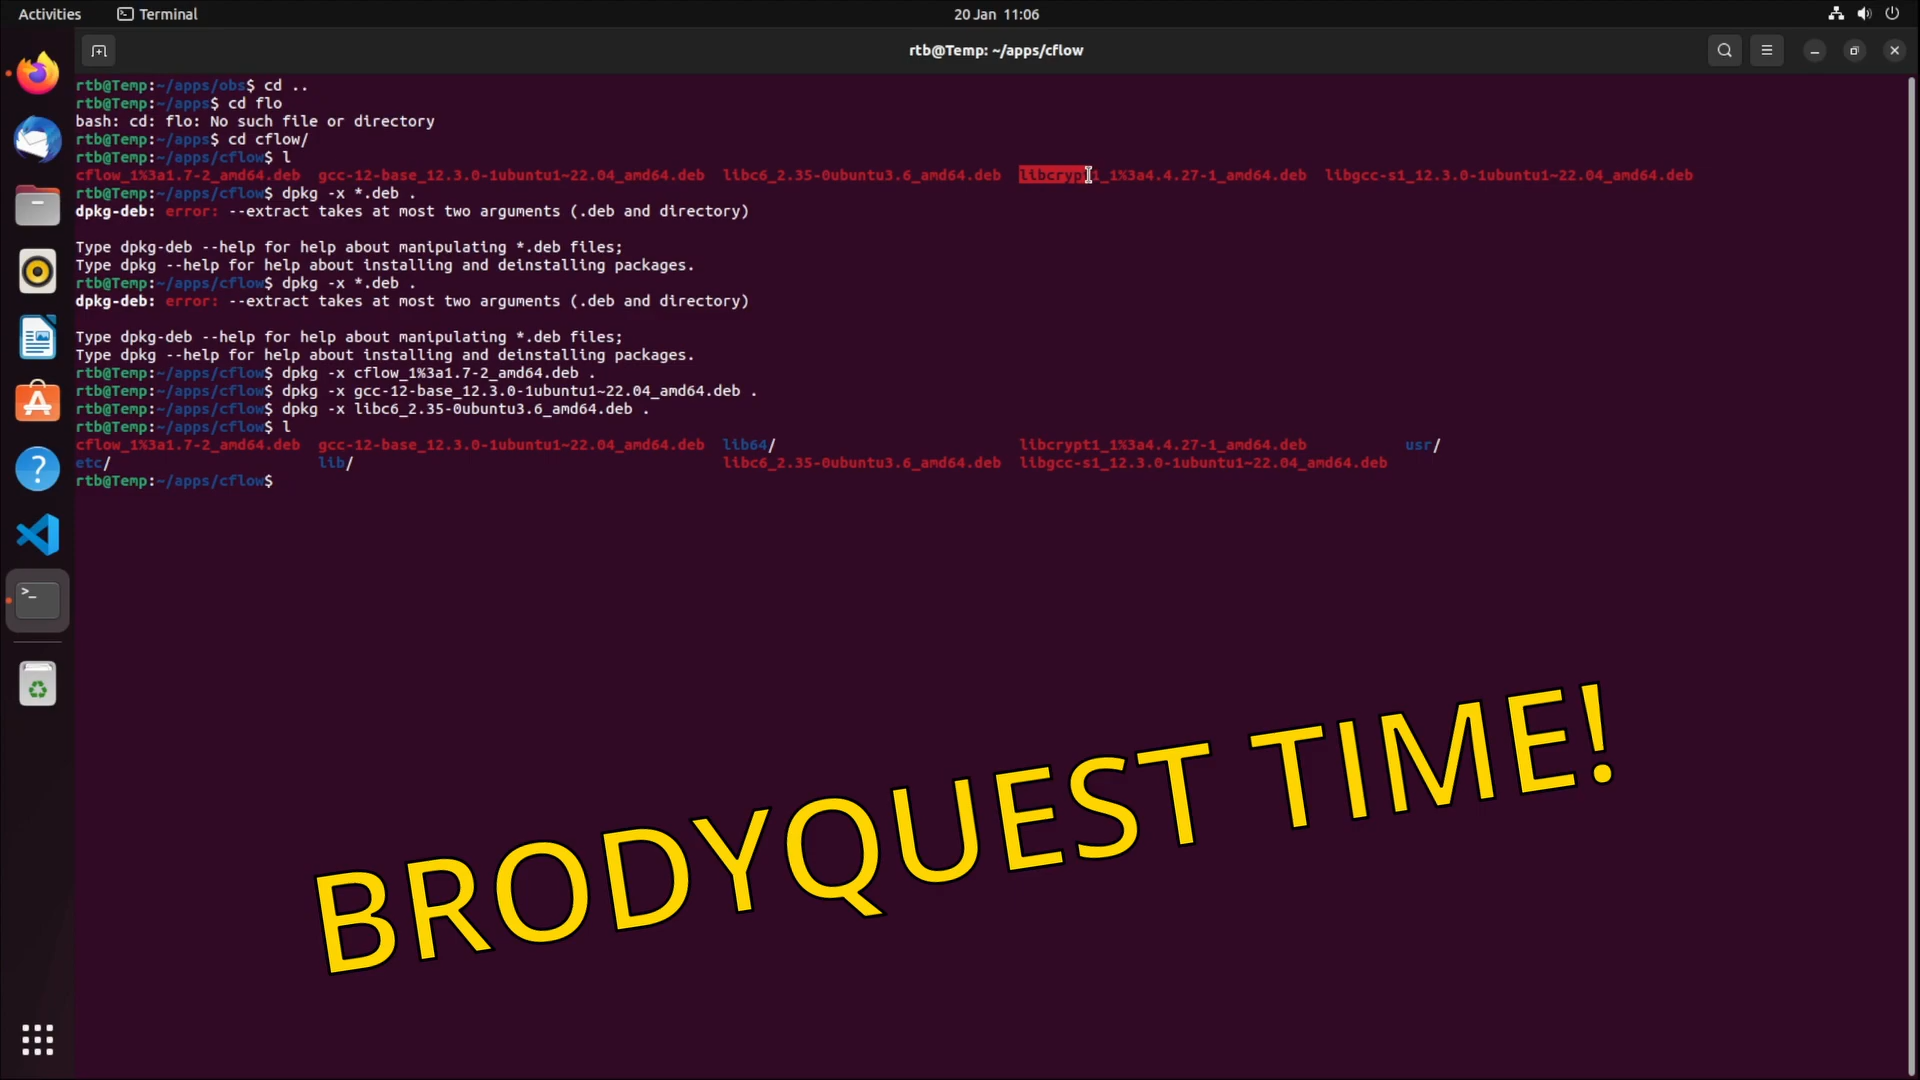 Activities Terminal 20 Jan 11:06
rtb@Temp: ~/apps/cflow
rtb@Temp:~/apps/obs$ cd ..
rtb@Temp:~/apps$ cd flo
bash: cd: flo: No such file or directory
rtb@Temp:~/apps$ cd cflow/
rtb@Temp:~/apps/cflow$ l
cflow_1%3a1.7-2_amd64.deb gcc-12-base_12.3.0-1ubuntu1~22.04_amd64.deb libc6_2.35-0ubuntu3.6_amd64.deb libcrypt1_1%3a4.4.27-1_amd64.deb libgcc-s1_12.3.0-1ubuntu1~22.04_amd64.deb
rtb@Temp:~/apps/cflow$ dpkg -x *.deb .
dpkg-deb: error: --extract takes at most two arguments (.deb and directory)
Type dpkg-deb --help for help about manipulating *.deb files;
Type dpkg --help for help about installing and deinstalling packages.
rtb@Temp:~/apps/cflow$ dpkg -x *.deb .
dpkg-deb: error: --extract takes at most two arguments (.deb and directory)
Type dpkg-deb --help for help about manipulating *.deb files;
Type dpkg --help for help about installing and deinstalling packages.
rtb@Temp:~/apps/cflow$ dpkg -x cflow_1%3a1.7-2_amd64.deb .
rtb@Temp:~/apps/cflow$ dpkg -x gcc-12-base_12.3.0-1ubuntu1~22.04_amd64.deb .
rtb@Temp:~/apps/cflow$ dpkg -x libc6_2.35-0ubuntu3.6_amd64.deb .
rtb@Temp:~/apps/cflow$ l
cflow_1%3a1.7-2_amd64.deb gcc-12-base_12.3.0-1ubuntu1~22.04_amd64.deb lib64/ libcrypt1_1%3a4.4.27-1_amd64.deb usr/
etc/ lib/ libc6_2.35-0ubuntu3.6_amd64.deb libgcc-s1_12.3.0-1ubuntu1~22.04_amd64.deb
rtb@Temp:~/apps/cflow$
BRODYQUEST TIME!